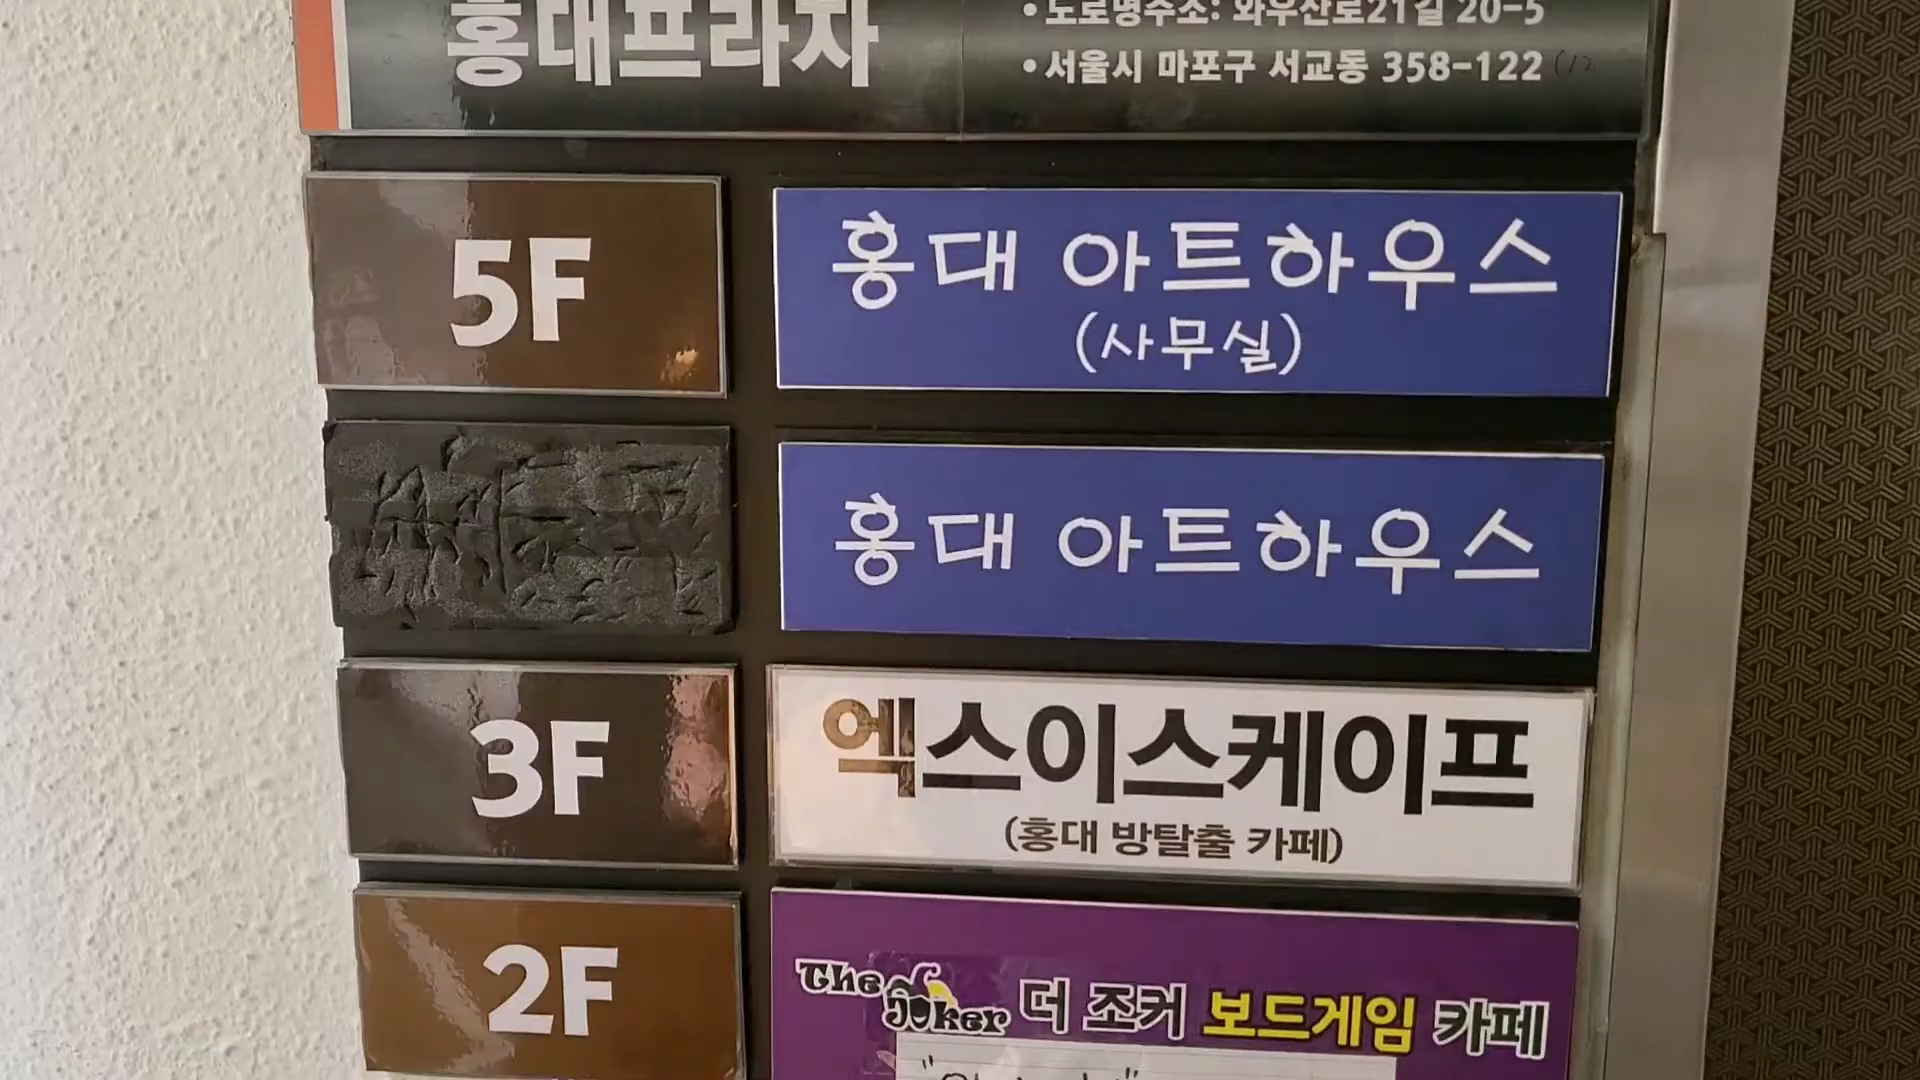 홍대프라자
• 도로명주소: 와우산로21길 20-5
• 서울시 마포구 서교동 358-122
5F
홍대 아트하우스
(사무실)
홍대 아트하우스
3F
엑스이스케이프
(홍대 방탈출 카페)
2F
The Joker 더 조커 보드게임 카페